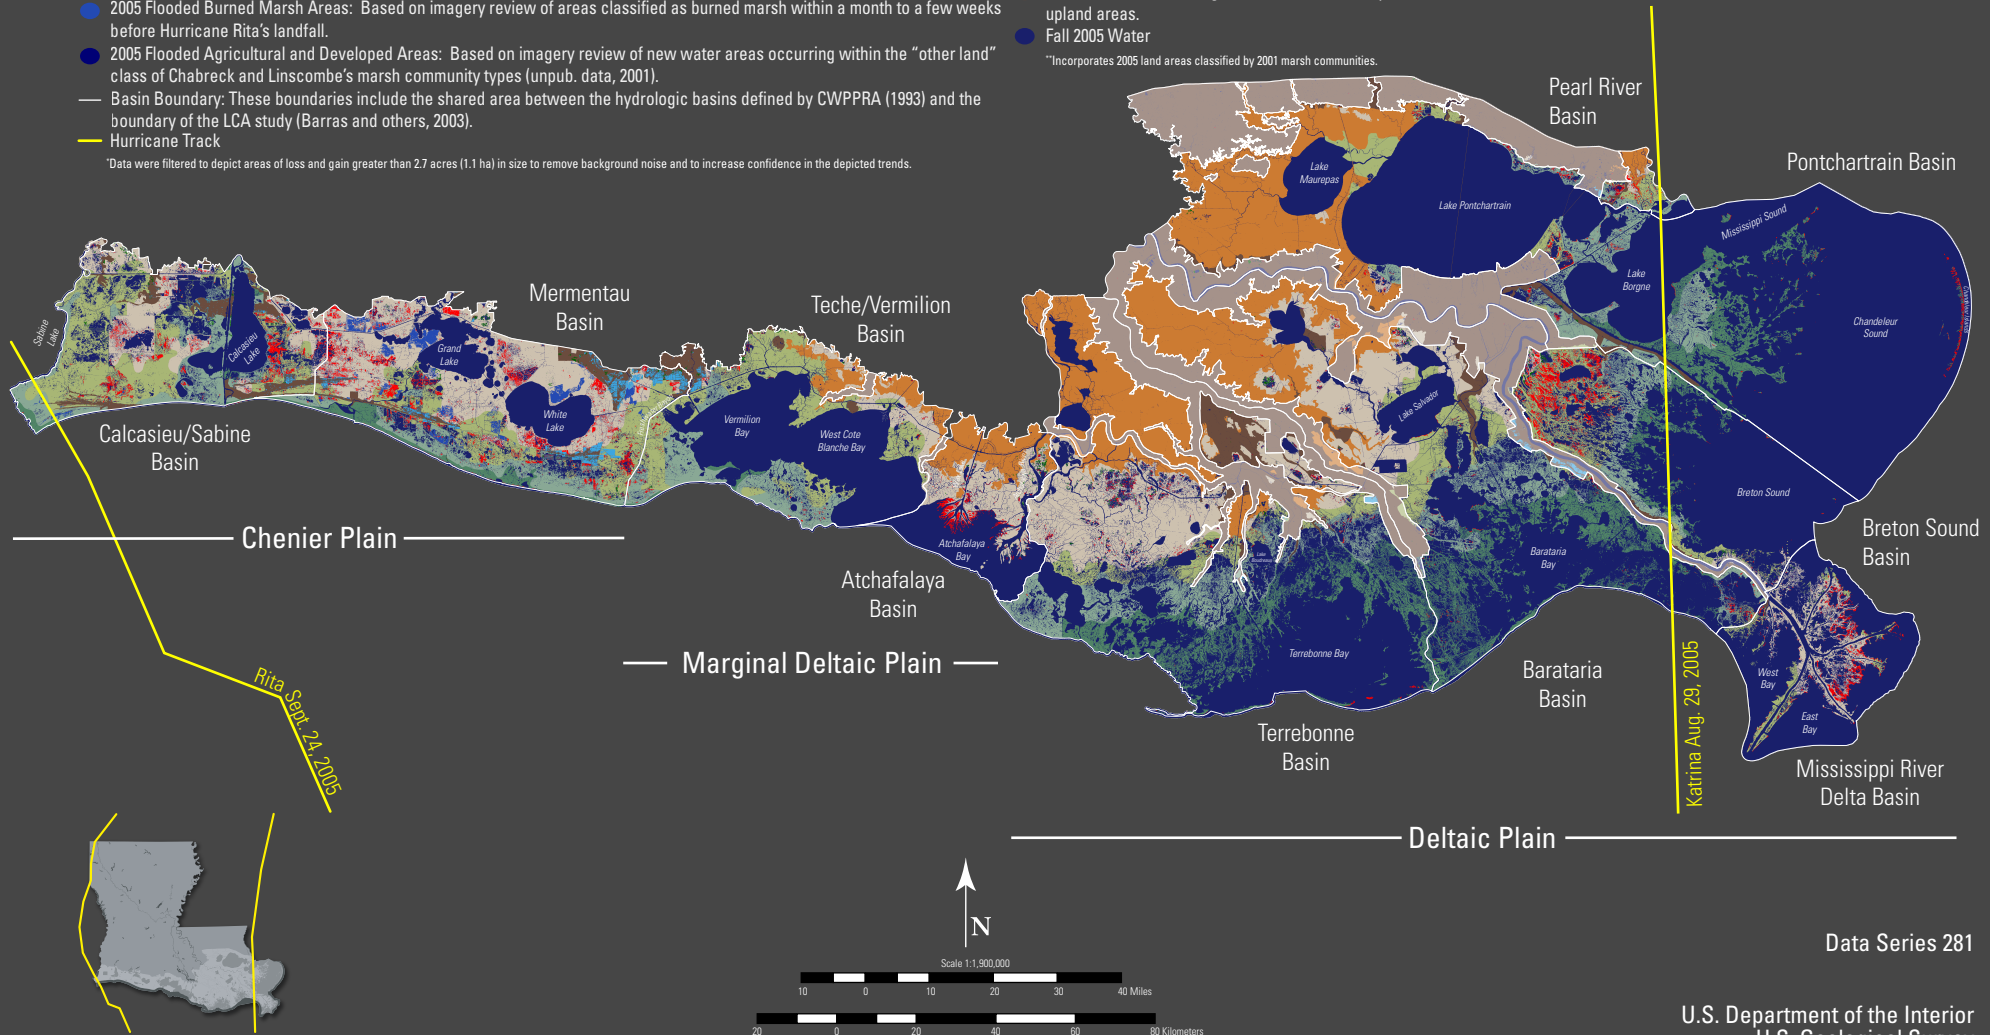 2005 Flooded Burned Marsh Areas: Based on imagery review of areas classified as burned marsh within a month to a few weeks
before Hurricane Rita's landfall.
2005 Flooded Agricultural and Developed Areas: Based on imagery review of new water areas occurring within the “other land”
class of Chabreck and Linscombe's marsh community types (unpub. data, 2001).
Basin Boundary: These boundaries include the shared area between the hydrologic basins defined by CWPPRA (1993) and the
boundary of the LCA study (Barras and others, 2003).
Hurricane Track
*Data were filtered to depict areas of loss and gain greater than 2.7 acres (1.1 ha) in size to remove background noise and to increase confidence in the depicted trends.
upland areas.
Fall 2005 Water
**Incorporates 2005 land areas classified by 2001 marsh communities.
Pearl River
Basin
Pontchartrain Basin
Lake
Maurepas
Lake Pontchartrain
Mississippi Sound
Lake
Borgne
Chandeleur
Sound
Mermentau
Basin
Teche/Vermilion
Basin
Sabine
Lake
Calcasieu
Lake
Grand
Lake
White
Lake
Vermilion
Bay
West Cote
Blanche Bay
Lake Salvador
Calcasieu/Sabine
Basin
Breton Sound
Chenier Plain
Atchafalaya
Bay
Barataria
Bay
Breton Sound
Basin
Atchafalaya
Basin
Marginal Deltaic Plain
Terrebonne Bay
Barataria
Basin
West
Bay
East
Bay
Rita Sept. 24, 2005
Katrina Aug. 29, 2005
Terrebonne
Basin
Mississippi River
Delta Basin
Deltaic Plain
N
Scale 1:1,900,000
10 0 10 20 30 40 Miles
20 0 20 40 60 80 Kilometers
Data Series 281
U.S. Department of the Interior
U.S. Geological Survey